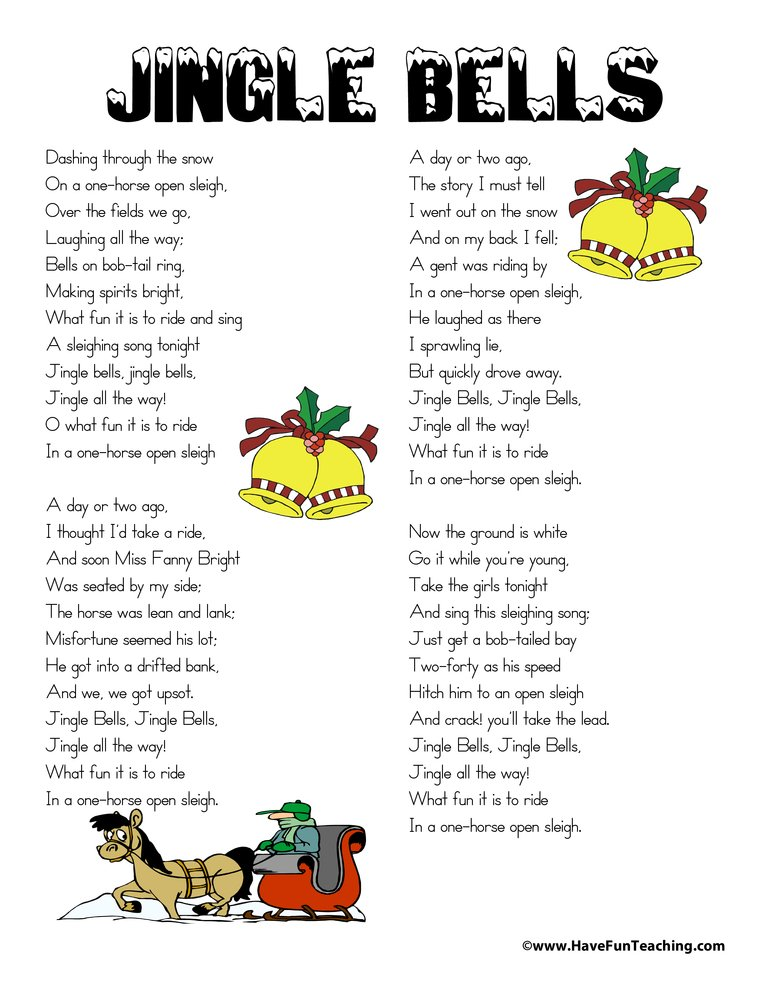 JINGLE BELLS
Dashing through the snow
On a one-horse open sleigh,
Over the fields we go,
Laughing all the way;
Bells on bob-tail ring,
Making spirits bright,
What fun it is to ride and sing
A sleighing song tonight
Jingle bells, jingle bells,
Jingle all the way!
O what fun it is to ride
In a one-horse open sleigh
A day or two ago,
I thought I'd take a ride,
And soon Miss Fanny Bright
Was seated by my side;
The horse was lean and lank;
Misfortune seemed his lot;
He got into a drifted bank,
And we, we got upsot.
Jingle Bells, Jingle Bells,
Jingle all the way!
What fun it is to ride
In a one-horse open sleigh.
A day or two ago,
The story I must tell
I went out on the snow
And on my back I fell;
A gent was riding by
In a one-horse open sleigh,
He laughed as there
I sprawling lie,
But quickly drove away.
Jingle Bells, Jingle Bells,
Jingle all the way!
What fun it is to ride
In a one-horse open sleigh.
Now the ground is white
Go it while you're young,
Take the girls tonight
And sing this sleighing song;
Just get a bob-tailed bay
Two-forty as his speed
Hitch him to an open sleigh
And crack! you'll take the lead.
Jingle Bells, Jingle Bells,
Jingle all the way!
What fun it is to ride
In a one-horse open sleigh.
©www.HaveFunTeaching.com